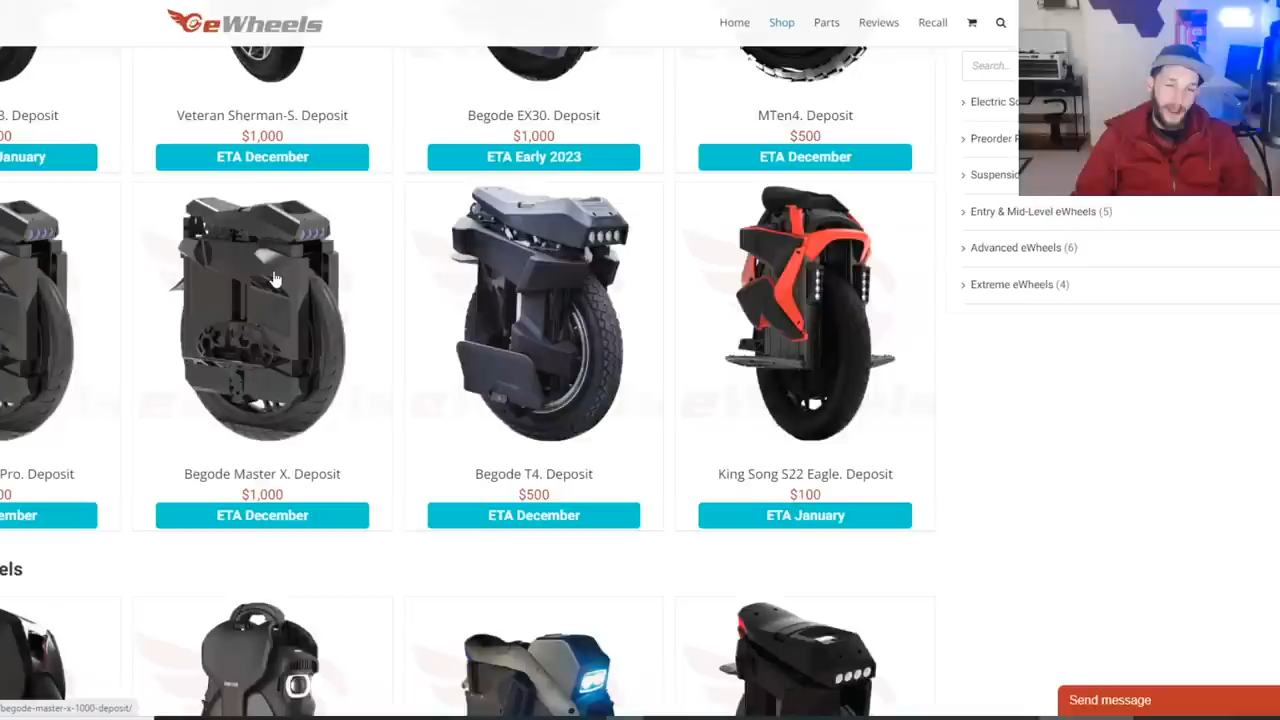 eWheels
Home
Shop
Parts
Reviews
Recall
Search...
Electric Sc
Preorder
Suspensio
Entry & Mid-Level eWheels (5)
Advanced eWheels (6)
Extreme eWheels (4)
. Deposit
Veteran Sherman-S. Deposit
Begode EX30. Deposit
MTen4. Deposit
00
$1,000
$1,000
$500
January
ETA December
ETA Early 2023
ETA December
Pro. Deposit
Begode Master X. Deposit
Begode T4. Deposit
King Song S22 Eagle. Deposit
00
$1,000
$500
$100
ember
ETA December
ETA December
ETA January
els
/begode-master-x-1000-deposit/
Send message